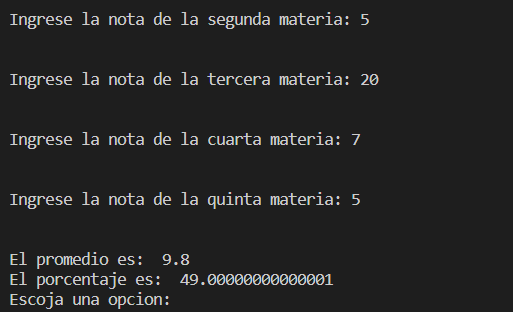 Ingrese la nota de la segunda materia: 5
Ingrese la nota de la tercera materia: 20
Ingrese la nota de la cuarta materia: 7
Ingrese la nota de la quinta materia: 5
El promedio es:  9.8
El porcentaje es:  49.00000000000001
Escoja una opcion: